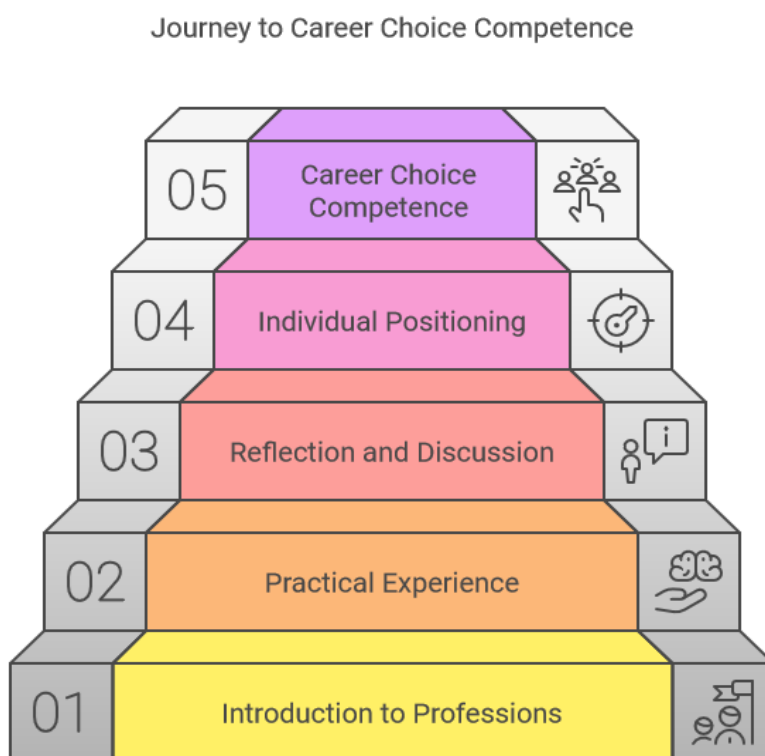 Journey to Career Choice Competence
05
Career Choice
Competence
04
Individual Positioning
03
Reflection and Discussion
i
02
Practical Experience
01
Introduction to Professions